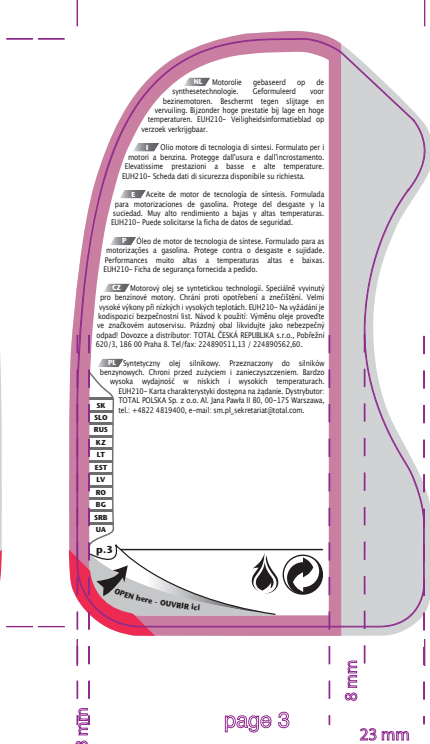 NL Motorolie gebaseerd op de
synthesetechnologie. Geformuleerd voor
bezinemotoren. Beschermt tegen slijtage en
vervuiling. Bijzonder hoge prestatie bij lage en hoge
temperaturen. EUH210– Veiligheidsinformatieblad op
verzoek verkrijgbaar.
I Olio motore di tecnologia di sintesi. Formulato per i
motori a benzina. Protegge dall'usura e dall'incrostamento.
Elevatissime prestazioni a basse e alte temperature.
EUH210– Scheda dati di sicurezza disponibile su richiesta.
E Aceite de motor de tecnología de síntesis. Formulada
para motorizaciones de gasolina. Protege del desgaste y la
suciedad. Muy alto rendimiento a bajas y altas temperaturas.
EUH210– Puede solicitarse la ficha de datos de seguridad.
P Óleo de motor de tecnologia de síntese. Formulado para as
motorizações a gasolina. Protege contra o desgaste e sujidade.
Performances muito altas a temperaturas altas e baixas.
EUH210– Ficha de segurança fornecida a pedido.
CZ Motorový olej se syntetickou technologií. Speciálně vyvinutý
pro benzínové motory. Chrání proti opotřebení a znečištění. Velmi
vysoké výkony při nízkých i vysokých teplotách. EUH210– Na vyžádání je
kodiispozici bezpečnostní list. Návod k použití: Výměnu oleje proveďte
ve značkovém autoservisu. Prázdný obal likvidujte jako nebezpečný
odpad! Dovozce a distributor: TOTAL ČESKÁ REPUBLIKA s.r.o., Pobřežní
620/3, 186 00 Praha 8. Tel/fax: 224890511,13 / 224890562,60.
PL Syntetyczny olej silnikowy. Przeznaczony do silników
benzynowych. Chroni przed zużyciem i zanieczyszczeniem. Bardzo
wysoka wydajność w niskich i wysokich temperaturach.
EUH210– Karta charakterystyki dostępna na żądanie. Dystrybutor:
TOTAL POLSKA Sp. z o.o. Al. Jana Pawła II 80, 00–175 Warszawa,
tel.: +4822 4819400, e–mail: sm.pl_sekretariat@total.com.
SK
SLO
RUS
KZ
LT
EST
LV
RO
BG
SRB
UA
p.3
OPEN here - OUVRIR ici
8 mm
page 3
23 mm